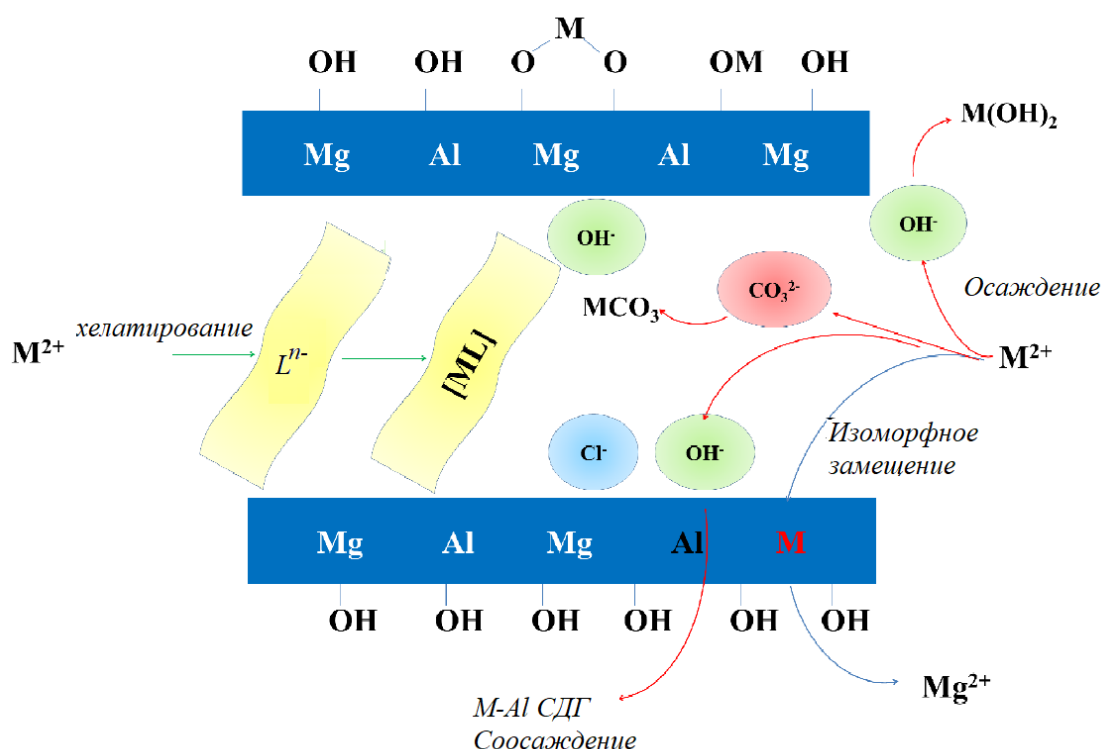 M
OH OH O O OM OH
Mg Al Mg Al Mg
M(OH)₂
OH⁻
OH⁻
CO₃²⁻
Осаждение
MCO₃
хелатирование
M²⁺
Lⁿ⁻
[ML]
M²⁺
Изоморфное
замещение
Cl⁻
OH⁻
Mg Al Mg Al M
OH OH OH OH OH OH
Mg²⁺
M-Al СДГ
Соосаждение